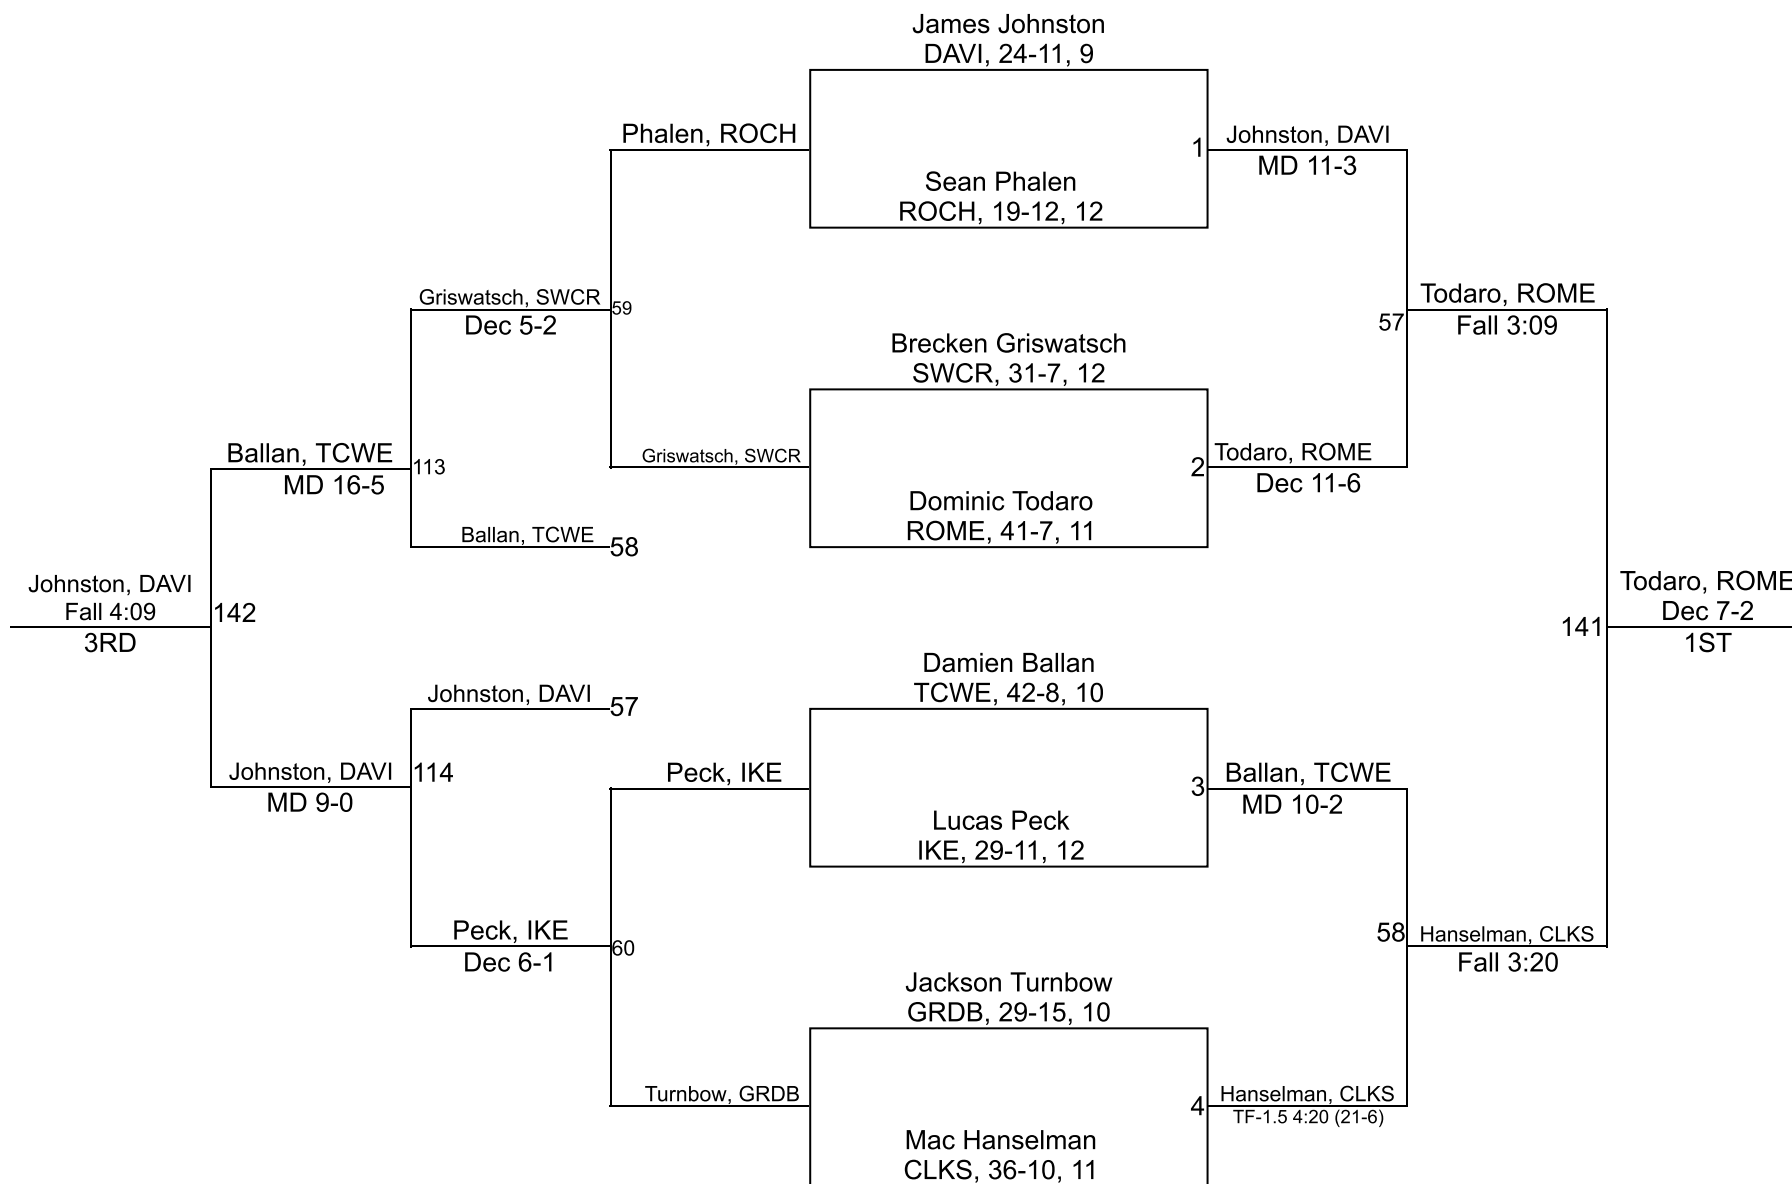 James Johnston
DAVI, 24-11, 9
Phalen, ROCH
1
Johnston, DAVI
MD 11-3
Sean Phalen
ROCH, 19-12, 12
Griswatsch, SWCR
Dec 5-2
59
57
Todaro, ROME
Fall 3:09
Brecken Griswatsch
SWCR, 31-7, 12
Ballan, TCWE
MD 16-5
113
Griswatsch, SWCR
2
Todaro, ROME
Dec 11-6
Dominic Todaro
ROME, 41-7, 11
Ballan, TCWE
58
Johnston, DAVI
Fall 4:09
3RD
142
141
Todaro, ROME
Dec 7-2
1ST
Damien Ballan
TCWE, 42-8, 10
Johnston, DAVI
57
Johnston, DAVI
MD 9-0
114
Peck, IKE
3
Ballan, TCWE
MD 10-2
Lucas Peck
IKE, 29-11, 12
Peck, IKE
Dec 6-1
60
58
Hanselman, CLKS
Fall 3:20
Jackson Turnbow
GRDB, 29-15, 10
Turnbow, GRDB
4
Hanselman, CLKS
TF-1.5 4:20 (21-6)
Mac Hanselman
CLKS, 36-10, 11